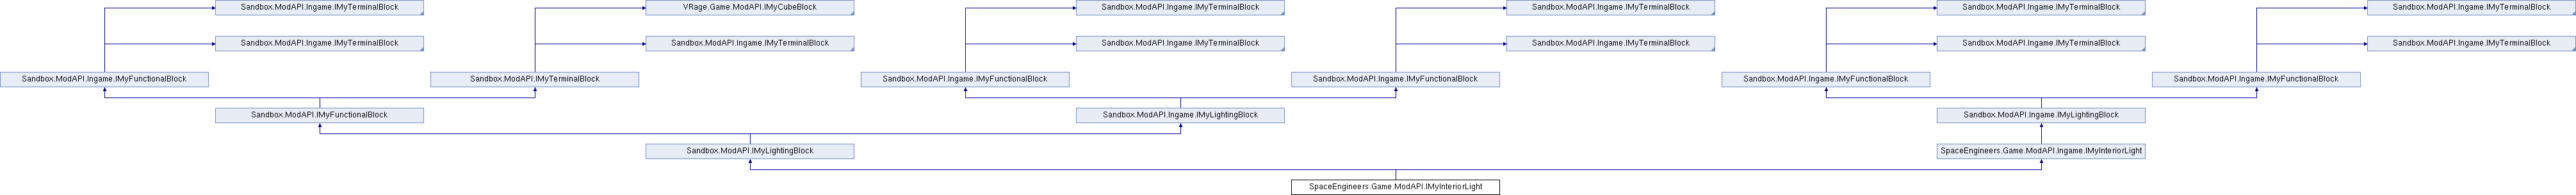 Sandbox.ModAPI.Ingame.IMyTerminalBlock
VRage.Game.ModAPI.IMyCubeBlock
Sandbox.ModAPI.Ingame.IMyTerminalBlock
Sandbox.ModAPI.Ingame.IMyTerminalBlock
Sandbox.ModAPI.Ingame.IMyTerminalBlock
Sandbox.ModAPI.Ingame.IMyTerminalBlock
Sandbox.ModAPI.Ingame.IMyTerminalBlock
Sandbox.ModAPI.Ingame.IMyTerminalBlock
Sandbox.ModAPI.Ingame.IMyTerminalBlock
Sandbox.ModAPI.Ingame.IMyTerminalBlock
Sandbox.ModAPI.Ingame.IMyTerminalBlock
Sandbox.ModAPI.Ingame.IMyTerminalBlock
Sandbox.ModAPI.Ingame.IMyFunctionalBlock
Sandbox.ModAPI.IMyTerminalBlock
Sandbox.ModAPI.Ingame.IMyFunctionalBlock
Sandbox.ModAPI.Ingame.IMyFunctionalBlock
Sandbox.ModAPI.Ingame.IMyFunctionalBlock
Sandbox.ModAPI.Ingame.IMyFunctionalBlock
Sandbox.ModAPI.IMyFunctionalBlock
Sandbox.ModAPI.Ingame.IMyLightingBlock
Sandbox.ModAPI.Ingame.IMyLightingBlock
Sandbox.ModAPI.IMyLightingBlock
SpaceEngineers.Game.ModAPI.Ingame.IMyInteriorLight
SpaceEngineers.Game.ModAPI.IMyInteriorLight